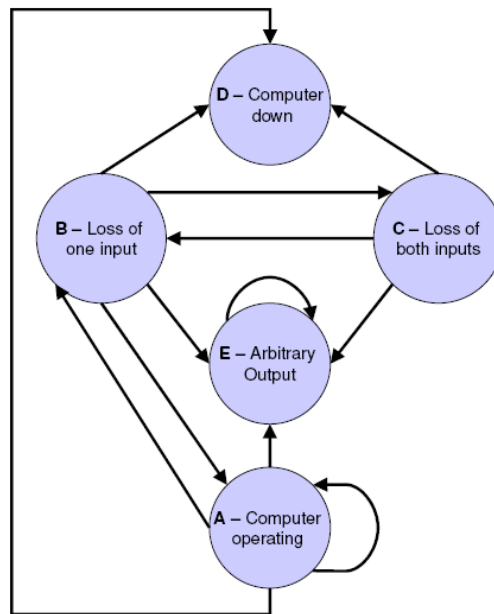 D – Computer
down
B – Loss of
one input
C – Loss of
both inputs
E – Arbitrary
Output
A – Computer
operating